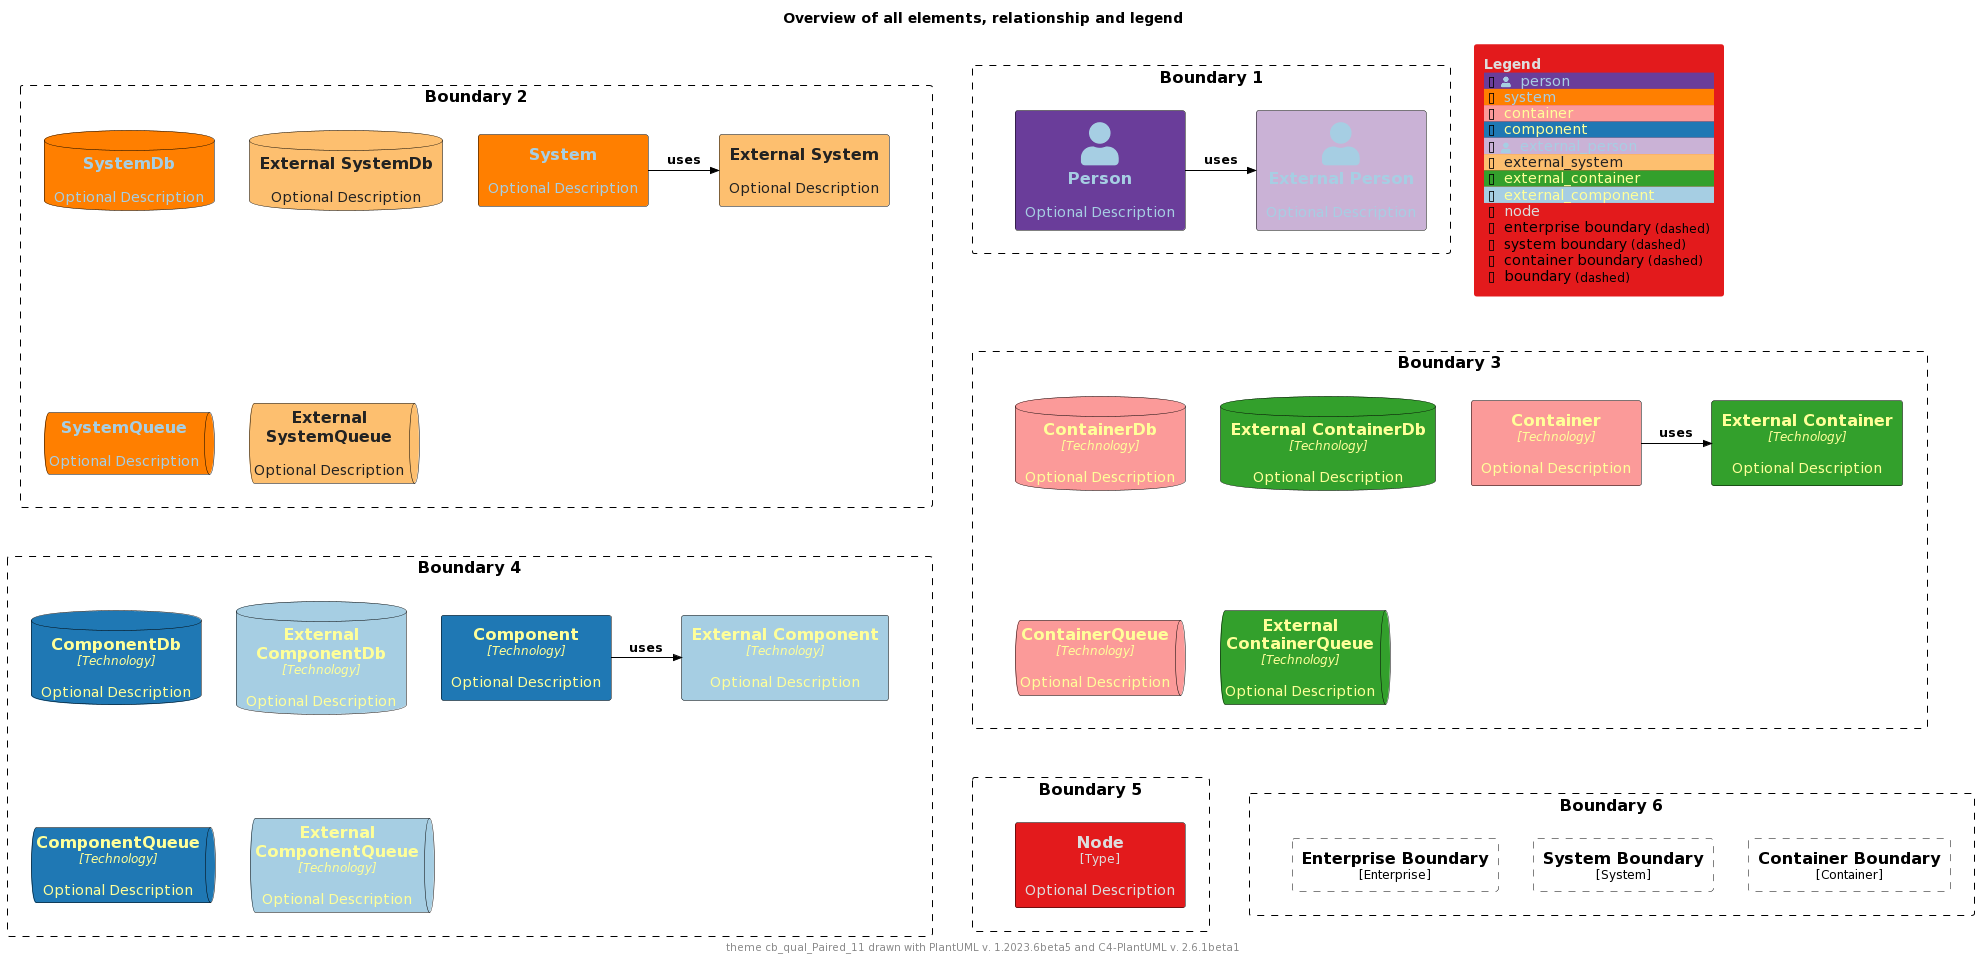 Overview of all elements, relationship and legend
Boundary 2
SystemDb
Optional Description
External SystemDb
Optional Description
System
Optional Description
uses
External System
Optional Description
SystemQueue
Optional Description
External
SystemQueue
Optional Description
Boundary 1
Person
Optional Description
uses
External Person
Optional Description
Legend
person
system
container
component
external_person
external_system
external_container
external_component
node
enterprise boundary (dashed)
system boundary (dashed)
container boundary (dashed)
boundary (dashed)
Boundary 3
ContainerDb
[Technology]
Optional Description
External ContainerDb
[Technology]
Optional Description
Container
[Technology]
Optional Description
uses
External Container
[Technology]
Optional Description
ContainerQueue
[Technology]
Optional Description
External
ContainerQueue
[Technology]
Optional Description
Boundary 4
ComponentDb
[Technology]
Optional Description
External
ComponentDb
[Technology]
Optional Description
Component
[Technology]
Optional Description
uses
External Component
[Technology]
Optional Description
ComponentQueue
[Technology]
Optional Description
External
ComponentQueue
[Technology]
Optional Description
Boundary 5
Node
[Type]
Optional Description
Boundary 6
Enterprise Boundary
[Enterprise]
System Boundary
[System]
Container Boundary
[Container]
theme cb_qual_Paired_11 drawn with PlantUML v. 1.2023.6beta5 and C4-PlantUML v. 2.6.1beta1